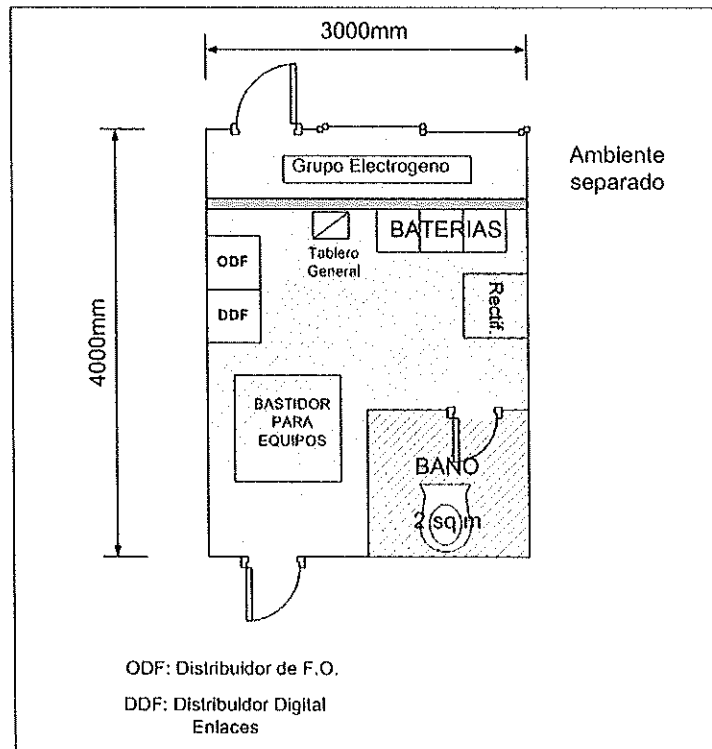 3000mm
Grupo Electrogeno
Ambiente
separado
BATERIAS
Tablero
General
ODF
DDF
Rectif.
4000mm
BASTIDOR
PARA
EQUIPOS
BANO
2 sq m
ODF: Distribuidor de F.O.
DDF: Distribuidor Digital
Enlaces